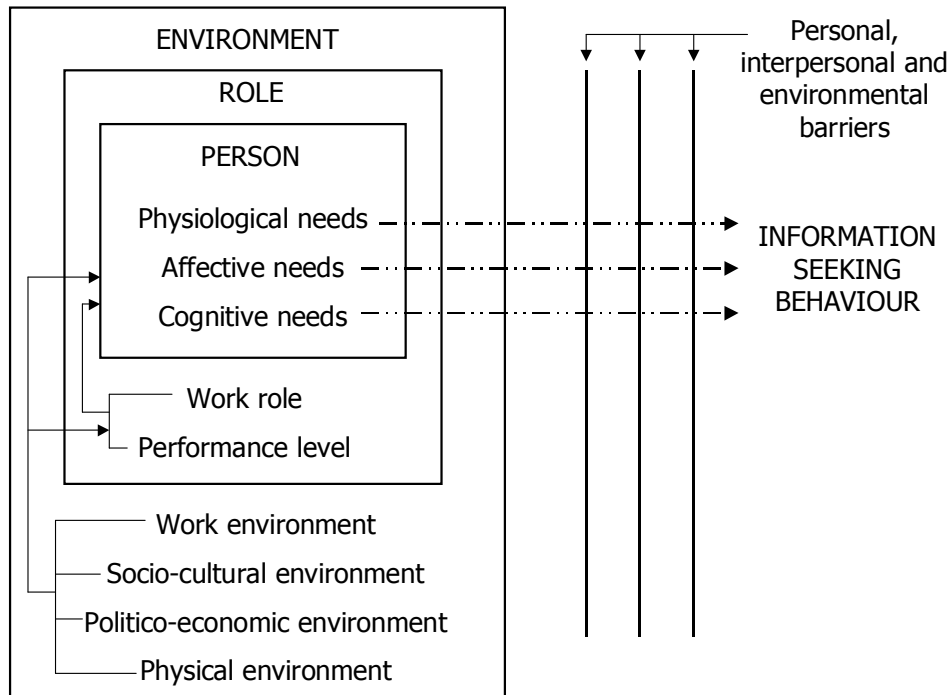 ENVIRONMENT
ROLE
PERSON
Physiological needs
Affective needs
Cognitive needs
Work role
Performance level
Work environment
Socio-cultural environment
Politico-economic environment
Physical environment
Personal,
interpersonal and
environmental
barriers
INFORMATION
SEEKING
BEHAVIOUR